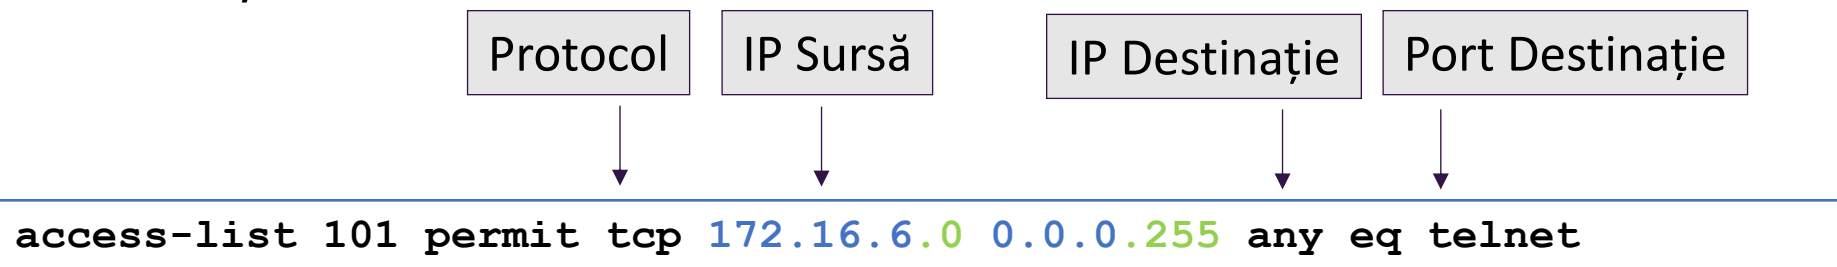 Protocol IP Sursă IP Destinație Port Destinație
access-list 101 permit tcp 172.16.6.0 0.0.0.255 any eq telnet